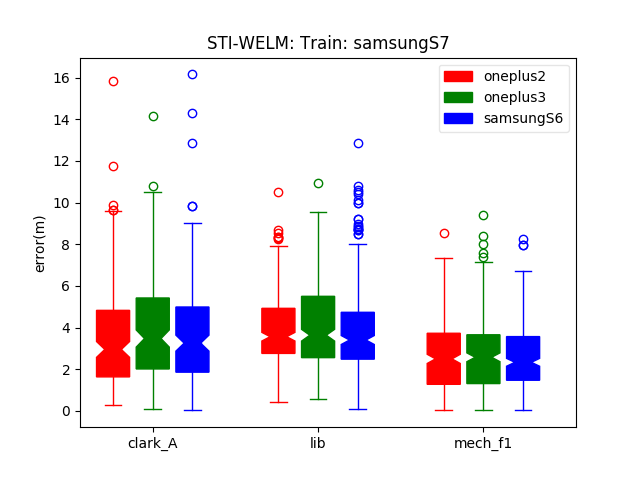 STI-WELM: Train: samsungS7
error(m)
16
14
12
10
8
6
4
2
0
oneplus2
oneplus3
samsungS6
clark_A
lib
mech_f1